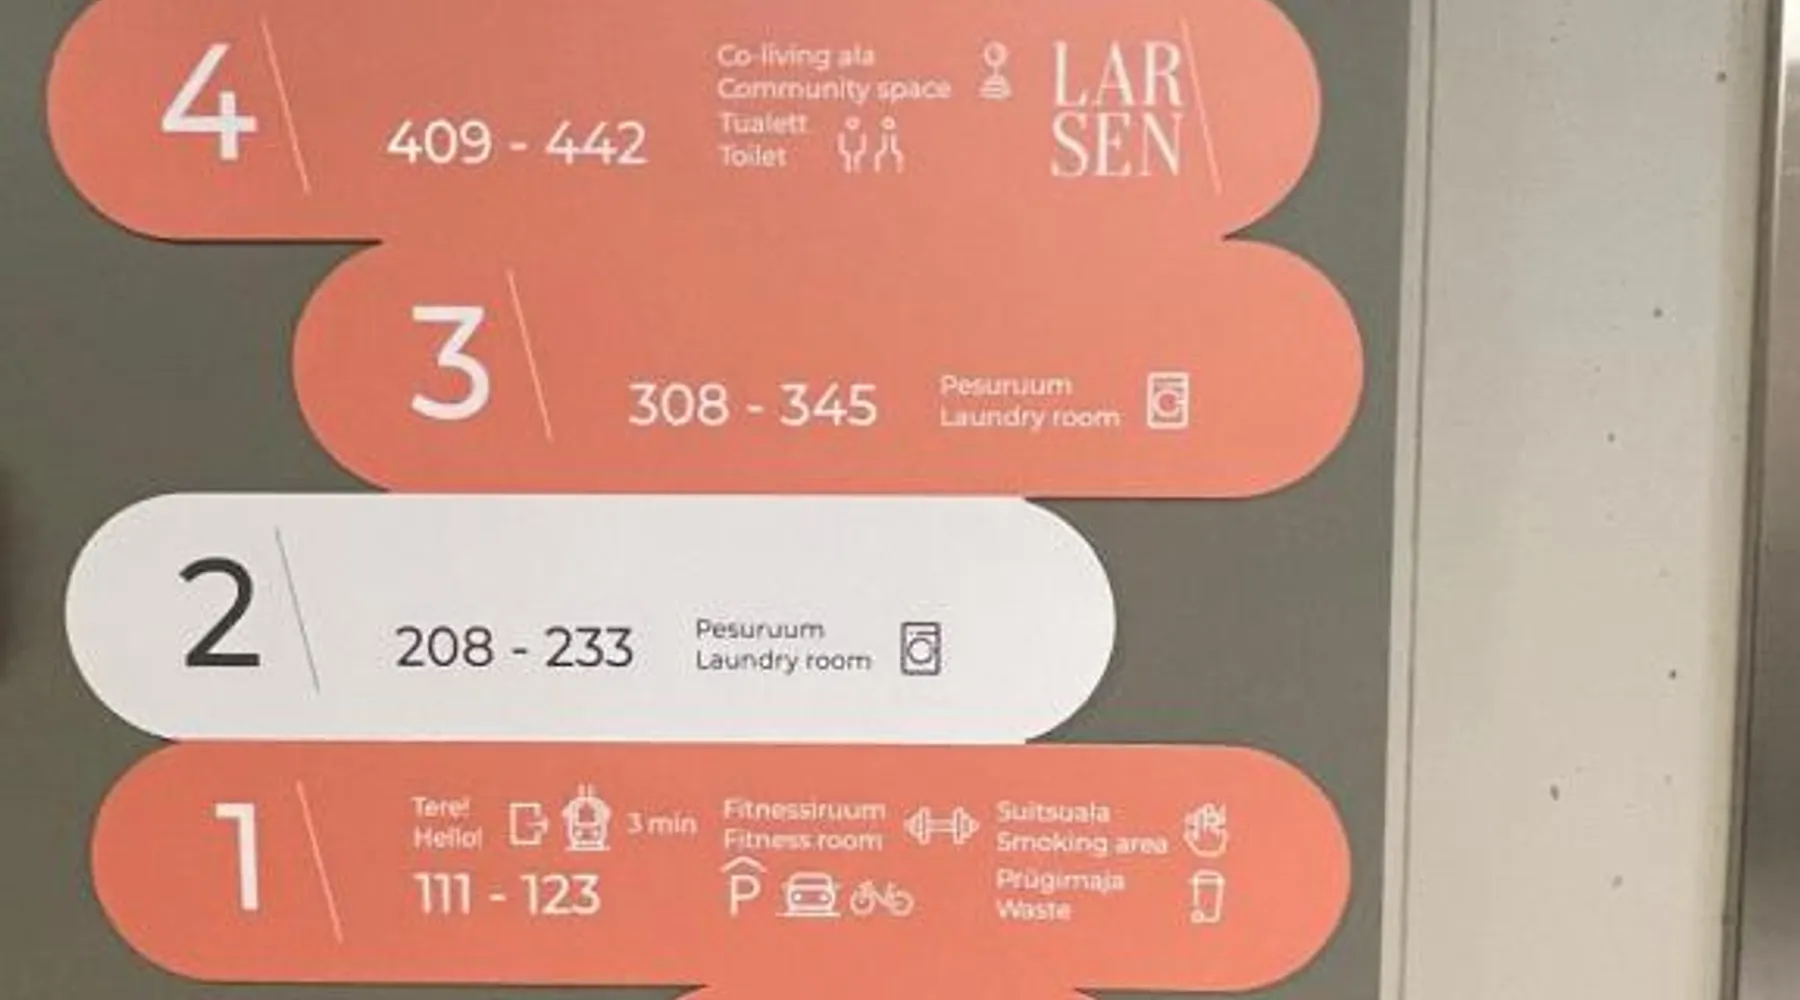 4
409 - 442
Co-living ala
Community space
Tualett
Toilet
LAR
SEN
3
308 - 345
Pesuruum
Laundry room
2
208 - 233
Pesuruum
Laundry room
1
Tere!
Hello!
3 min
111 - 123
Fitnessiruum
Fitness room
P
Suitsuala
Smoking area
Prügimaja
Waste